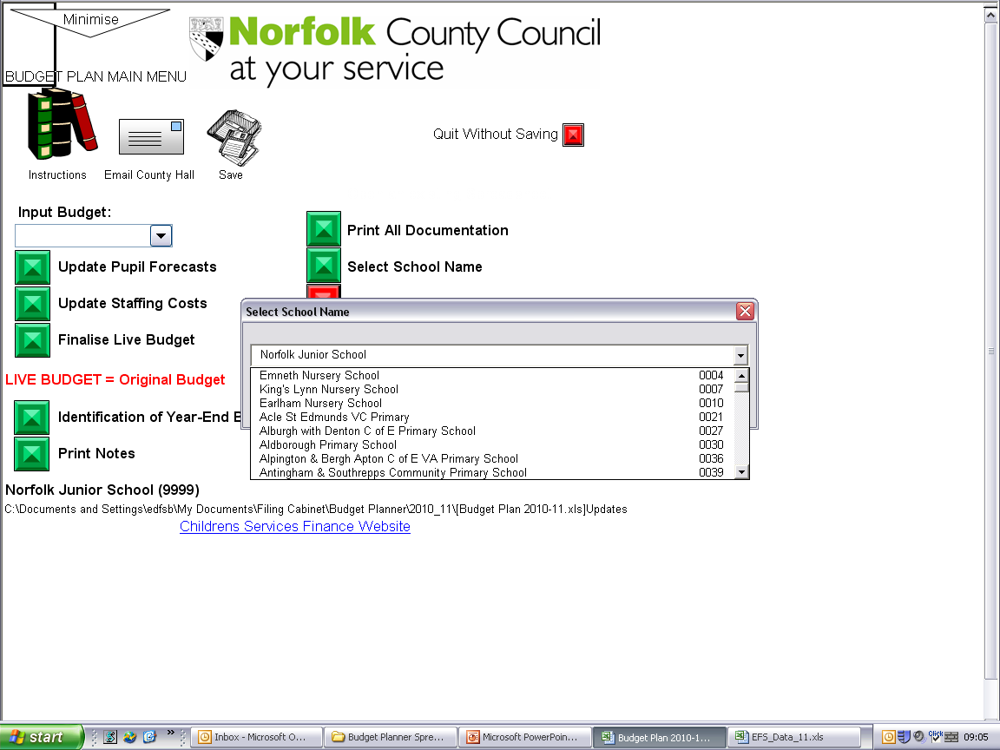 Minimise
Norfolk County Council
at your service
BUDGET PLAN MAIN MENU
Instructions
Email County Hall
Save
Quit Without Saving
Input Budget:
Print All Documentation
Update Pupil Forecasts
Select School Name
Update Staffing Costs
Finalise Live Budget
Select School Name
Norfolk Junior School
Emneth Nursery School 0004
King's Lynn Nursery School 0007
Earlham Nursery School 0010
Acle St Edmunds VC Primary 0021
Alburgh with Denton C of E Primary School 0027
Aldborough Primary School 0030
Alpington & Bergh Apton C of E VA Primary School 0036
Antingham & Southrepps Community Primary School 0039
LIVE BUDGET = Original Budget
Identification of Year-End B
Print Notes
Norfolk Junior School (9999)
C:\Documents and Settings\edfsb\My Documents\Filing Cabinet\Budget Planner\2010_11\[Budget Plan 2010-11.xls]Updates
Childrens Services Finance Website
start
Inbox - Microsoft O...
Budget Planner Spre...
Microsoft PowerPoin...
Budget Plan 2010-1...
EFS_Data_11.xls
Click
09:05